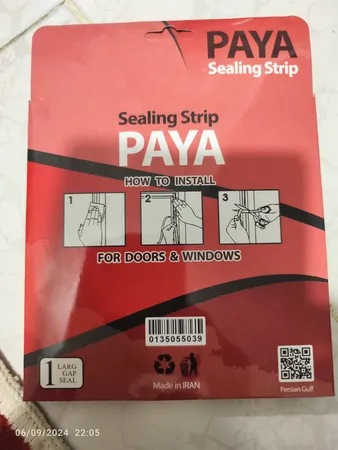 PAYA
Sealing Strip
Sealing Strip
PAYA
HOW TO INSTALL
1
2
3
FOR DOORS & WINDOWS
0135055039
1 LARG
GAP
SEAL
Made in IRAN
Persian Gulf
06/09/2024 22:05